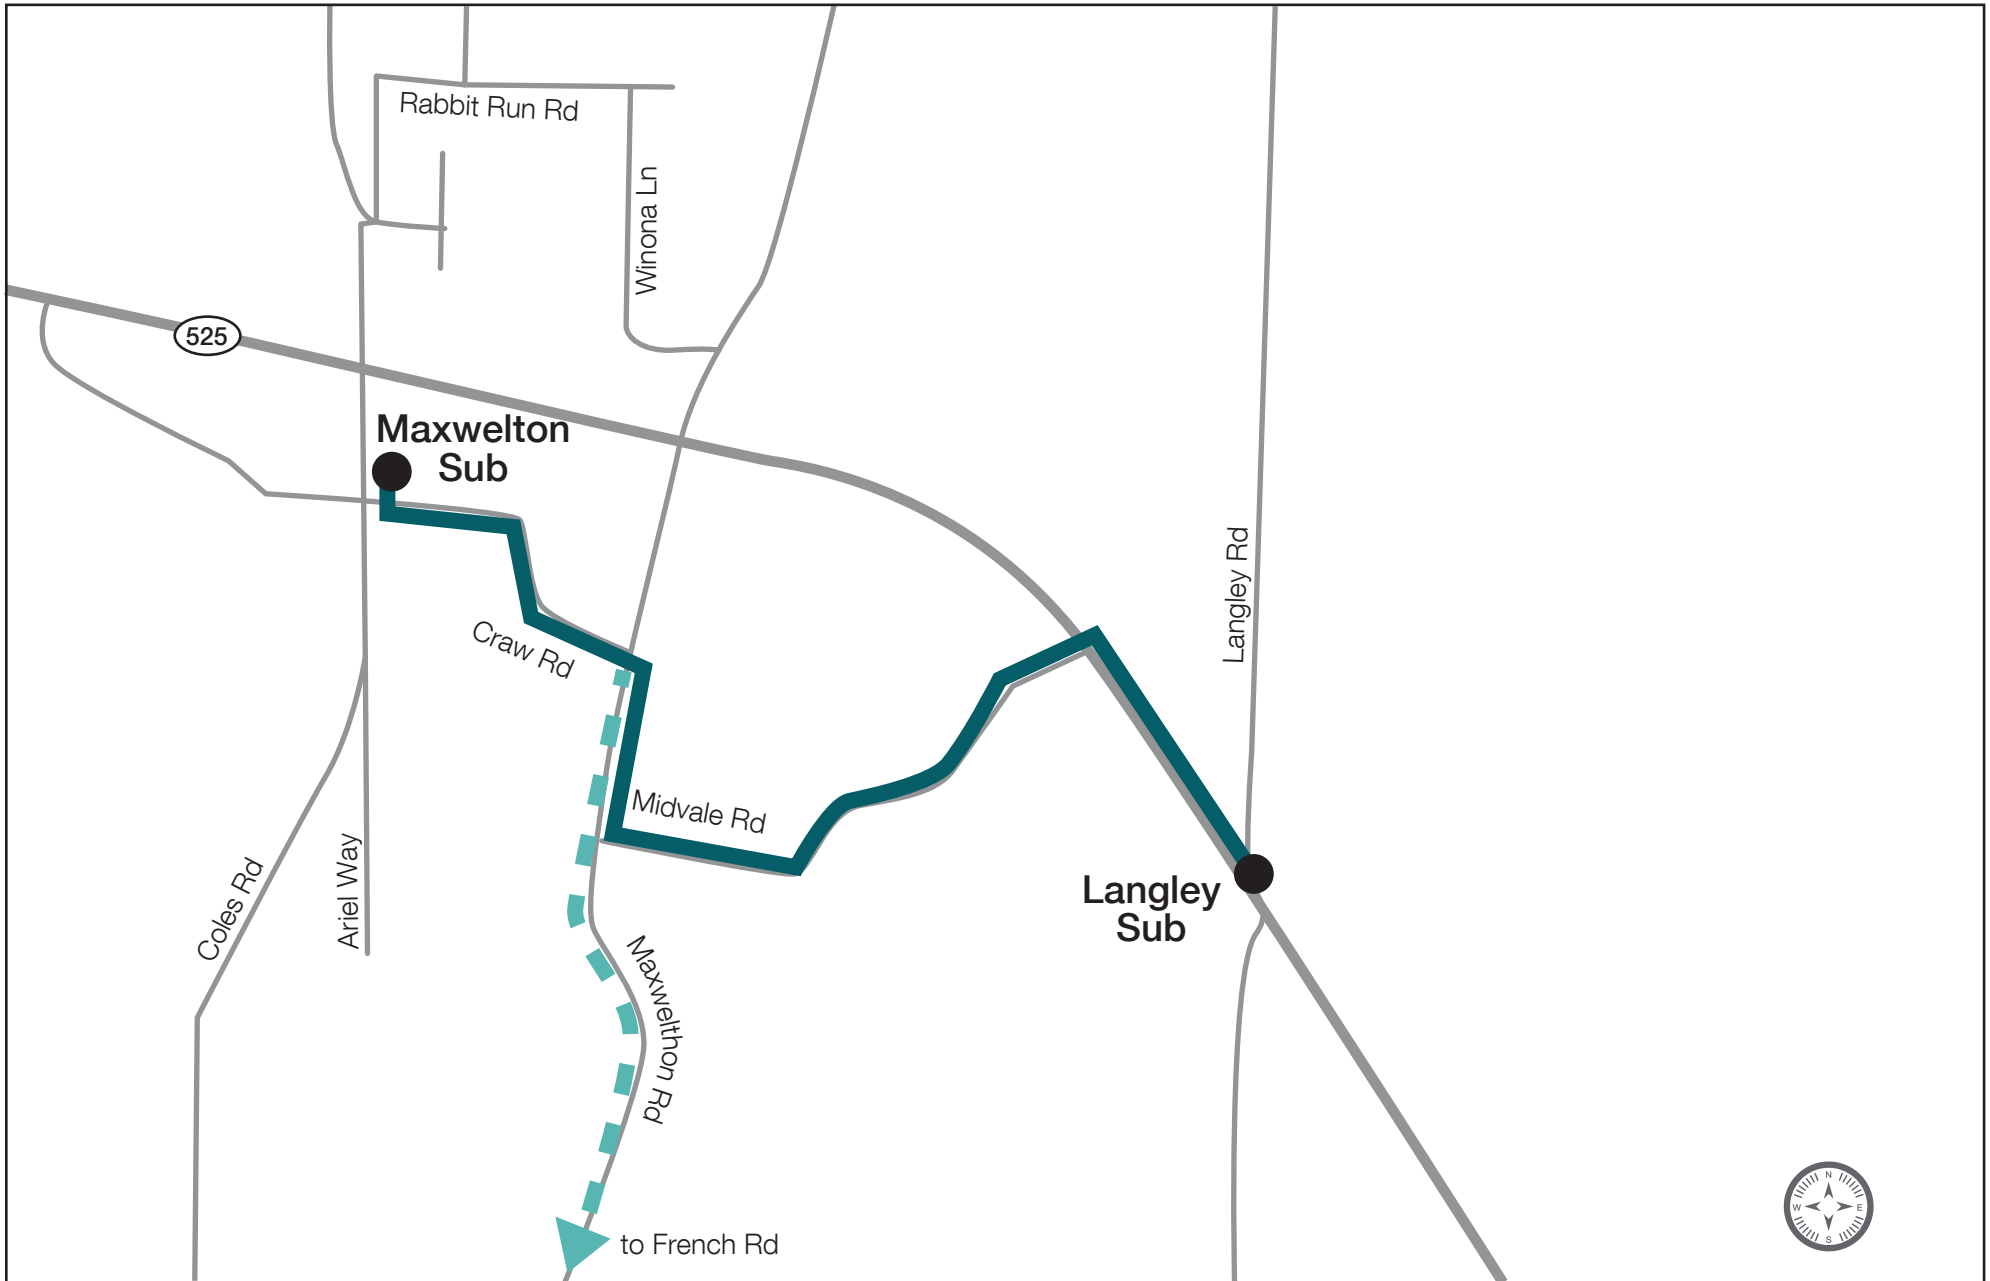 Rabbit Run Rd
Winona Ln
525
Maxwelton
Sub
Langley Rd
Craw Rd
Midvale Rd
Coles Rd
Ariel Way
Langley
Sub
Maxwelthon Rd
to French Rd
N
W
E
S